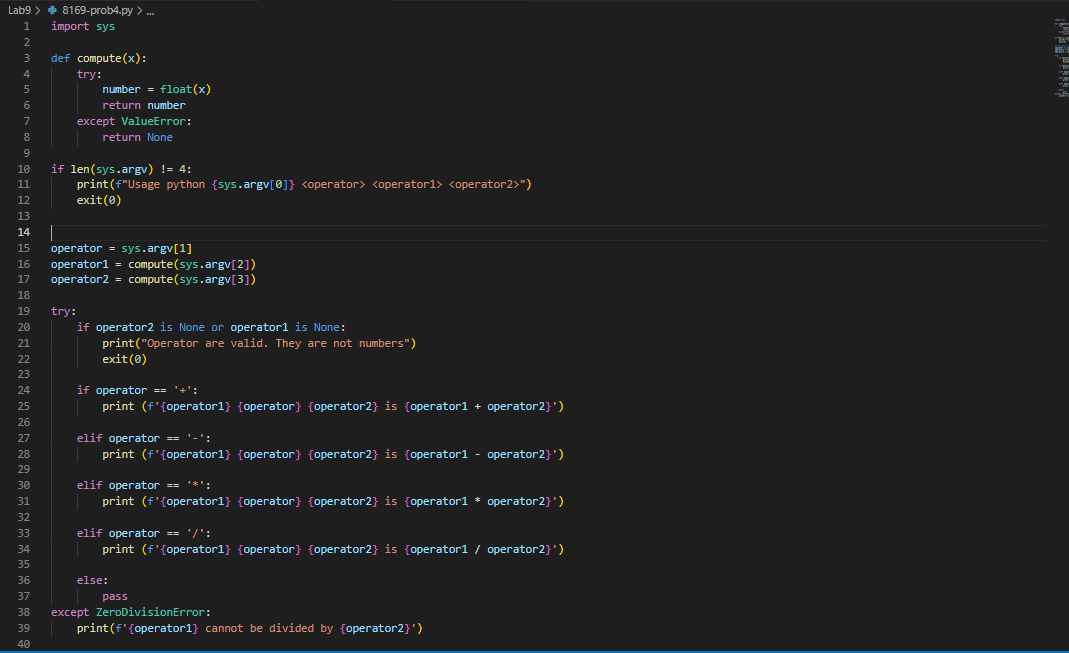 Lab9 > 8169-prob4.py > ...
1 import sys
2
3 def compute(x):
4     try:
5         number = float(x)
6         return number
7     except ValueError:
8         return None
9
10 if len(sys.argv) != 4:
11     print(f"Usage python {sys.argv[0]} <operator> <operator1> <operator2>")
12     exit(0)
13
14
15 operator = sys.argv[1]
16 operator1 = compute(sys.argv[2])
17 operator2 = compute(sys.argv[3])
18
19 try:
20     if operator2 is None or operator1 is None:
21         print("Operator are valid. They are not numbers")
22         exit(0)
23
24     if operator == '+':
25         print (f'{operator1} {operator} {operator2} is {operator1 + operator2}')
26
27     elif operator == '-':
28         print (f'{operator1} {operator} {operator2} is {operator1 - operator2}')
29
30     elif operator == '*':
31         print (f'{operator1} {operator} {operator2} is {operator1 * operator2}')
32
33     elif operator == '/':
34         print (f'{operator1} {operator} {operator2} is {operator1 / operator2}')
35
36     else:
37         pass
38 except ZeroDivisionError:
39     print(f'{operator1} cannot be divided by {operator2}')
40